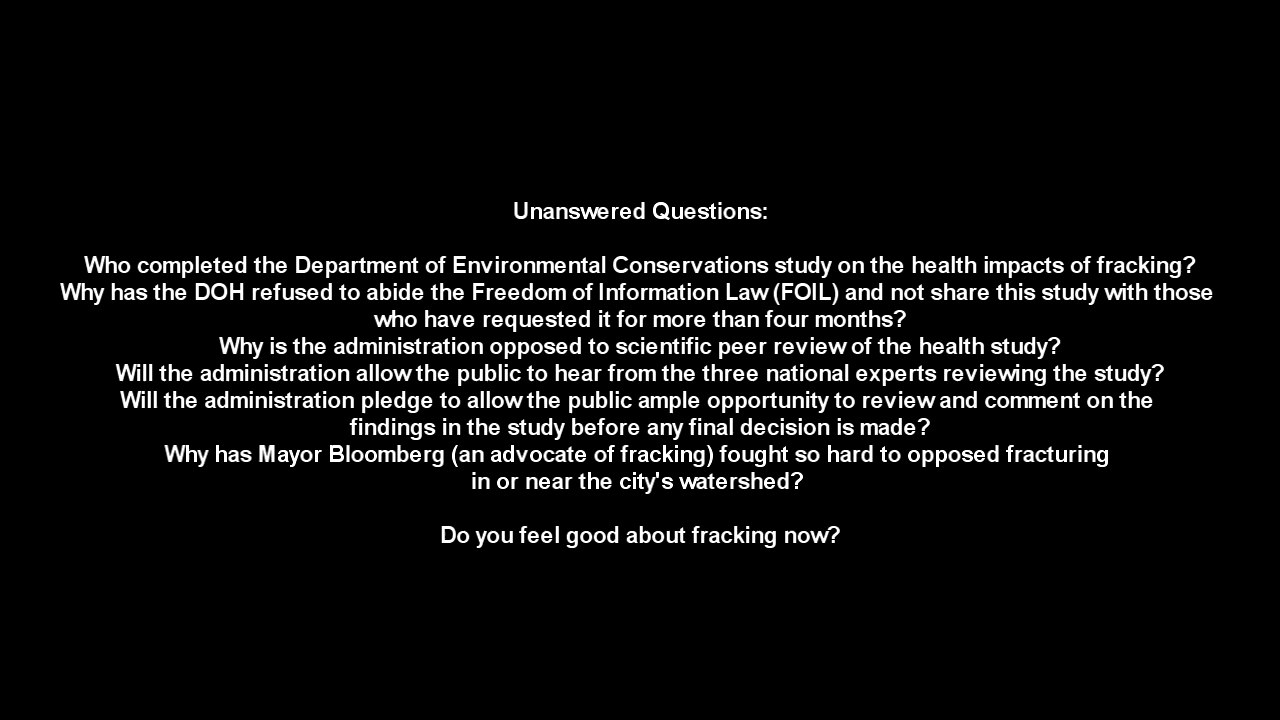 Unanswered Questions:
Who completed the Department of Environmental Conservations study on the health impacts of fracking?
Why has the DOH refused to abide the Freedom of Information Law (FOIL) and not share this study with those
who have requested it for more than four months?
Why is the administration opposed to scientific peer review of the health study?
Will the administration allow the public to hear from the three national experts reviewing the study?
Will the administration pledge to allow the public ample opportunity to review and comment on the
findings in the study before any final decision is made?
Why has Mayor Bloomberg (an advocate of fracking) fought so hard to opposed fracturing
in or near the city's watershed?
Do you feel good about fracking now?